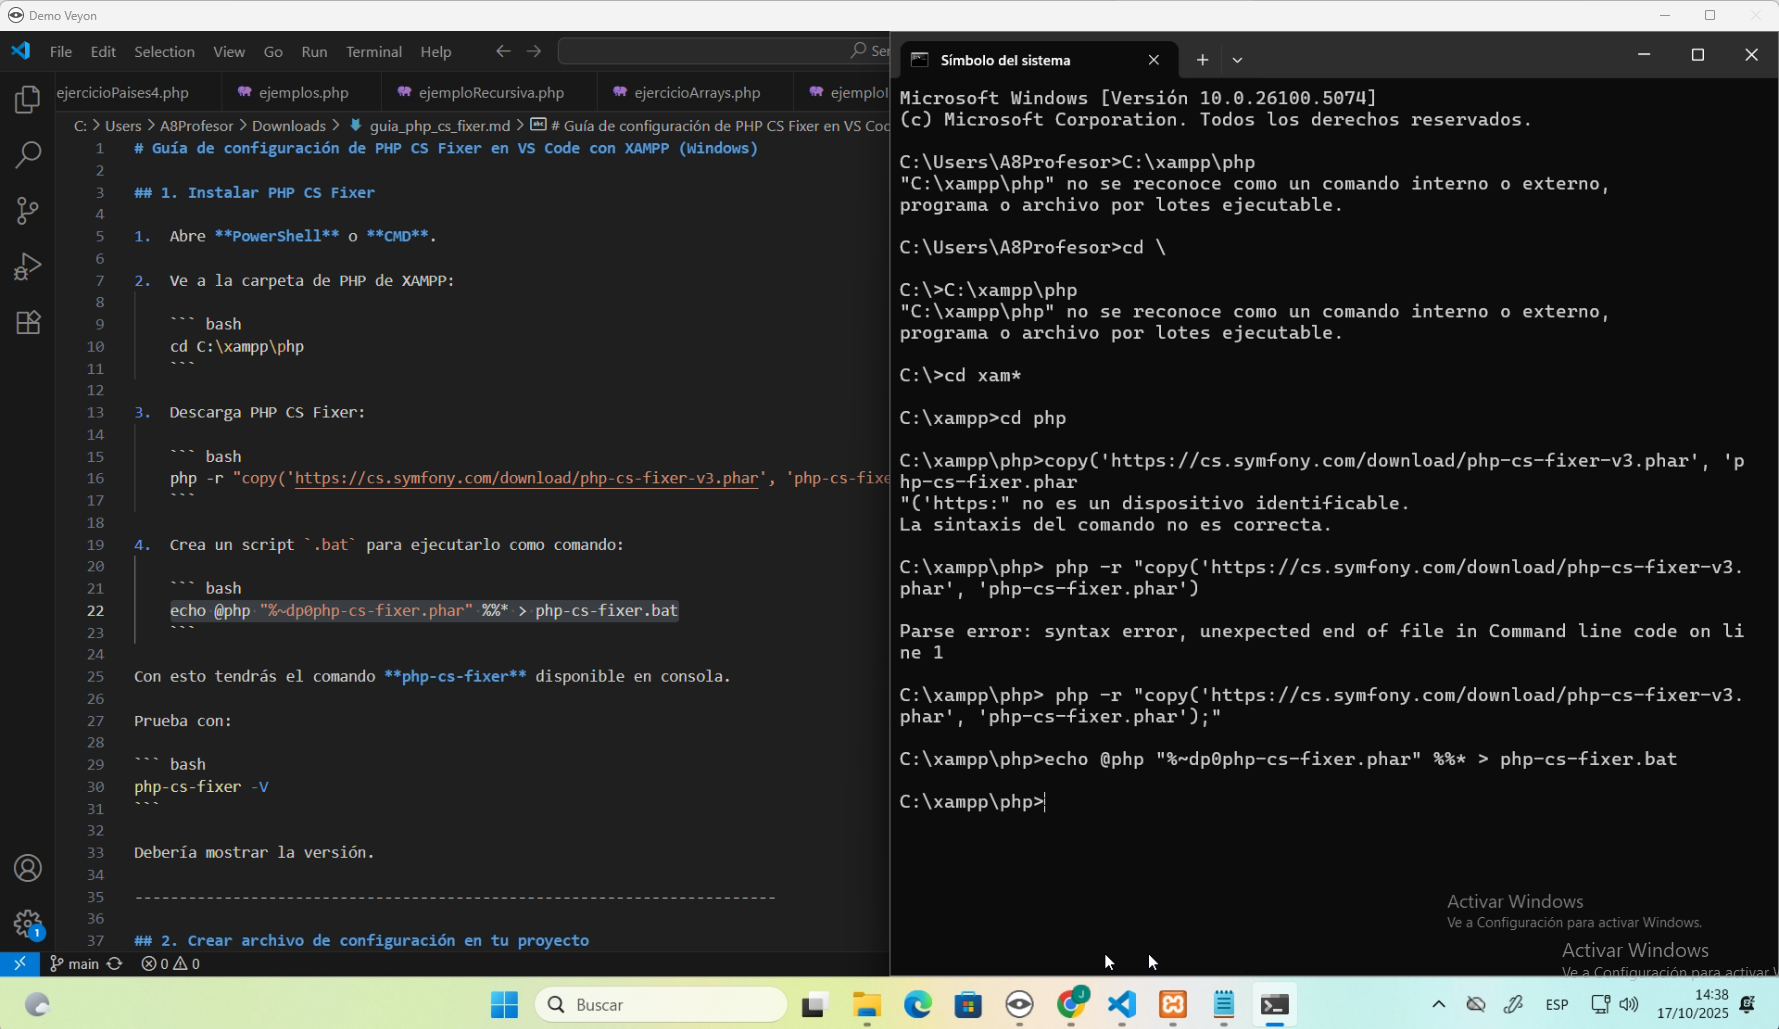 Demo Veyon
File Edit Selection View Go Run Terminal Help
ejercicioPaises4.php ejemplos.php ejemploRecursiva.php ejercicioArrays.php
C: > Users > A8Profesor > Downloads > guia_php_cs_fixer.md > # Guía de configuración de PHP CS Fixer en VS Coc
1 # Guía de configuración de PHP CS Fixer en VS Code con XAMPP (Windows)
2
3 ## 1. Instalar PHP CS Fixer
4
5 1. Abre **PowerShell** o **CMD**.
6
7 2. Ve a la carpeta de PHP de XAMPP:
8
9 ``` bash
10 cd C:\xampp\php
11 ```
12
13 3. Descarga PHP CS Fixer:
14
15 ``` bash
16 php -r "copy('https://cs.symfony.com/download/php-cs-fixer-v3.phar', 'php-cs-fixe
17 ```
18
19 4. Crea un script `.bat` para ejecutarlo como comando:
20
21 ``` bash
22 echo @php "%~dp0php-cs-fixer.phar" %%* > php-cs-fixer.bat
23 ```
24
25 Con esto tendrás el comando **php-cs-fixer** disponible en consola.
26
27 Prueba con:
28
29 ``` bash
30 php-cs-fixer -V
31 ```
32
33 Debería mostrar la versión.
34
35 ------------------------------------------------------------------------
36
37 ## 2. Crear archivo de configuración en tu proyecto
main 0 0
1
Símbolo del sistema
Microsoft Windows [Versión 10.0.26100.5074]
(c) Microsoft Corporation. Todos los derechos reservados.
C:\Users\A8Profesor>C:\xampp\php
"C:\xampp\php" no se reconoce como un comando interno o externo,
programa o archivo por lotes ejecutable.
C:\Users\A8Profesor>cd \
C:\>C:\xampp\php
"C:\xampp\php" no se reconoce como un comando interno o externo,
programa o archivo por lotes ejecutable.
C:\>cd xam*
C:\xampp>cd php
C:\xampp\php>copy('https://cs.symfony.com/download/php-cs-fixer-v3.phar', 'p
hp-cs-fixer.phar
"('https:" no es un dispositivo identificable.
La sintaxis del comando no es correcta.
C:\xampp\php> php -r "copy('https://cs.symfony.com/download/php-cs-fixer-v3.
phar', 'php-cs-fixer.phar')
Parse error: syntax error, unexpected end of file in Command line code on li
ne 1
C:\xampp\php> php -r "copy('https://cs.symfony.com/download/php-cs-fixer-v3.
phar', 'php-cs-fixer.phar');"
C:\xampp\php>echo @php "%~dp0php-cs-fixer.phar" %%* > php-cs-fixer.bat
C:\xampp\php>
Activar Windows
Ve a Configuración para activar Windows.
Activar Windows
Ve a Configuración para activar
Buscar
J
ESP
14:38
17/10/2025